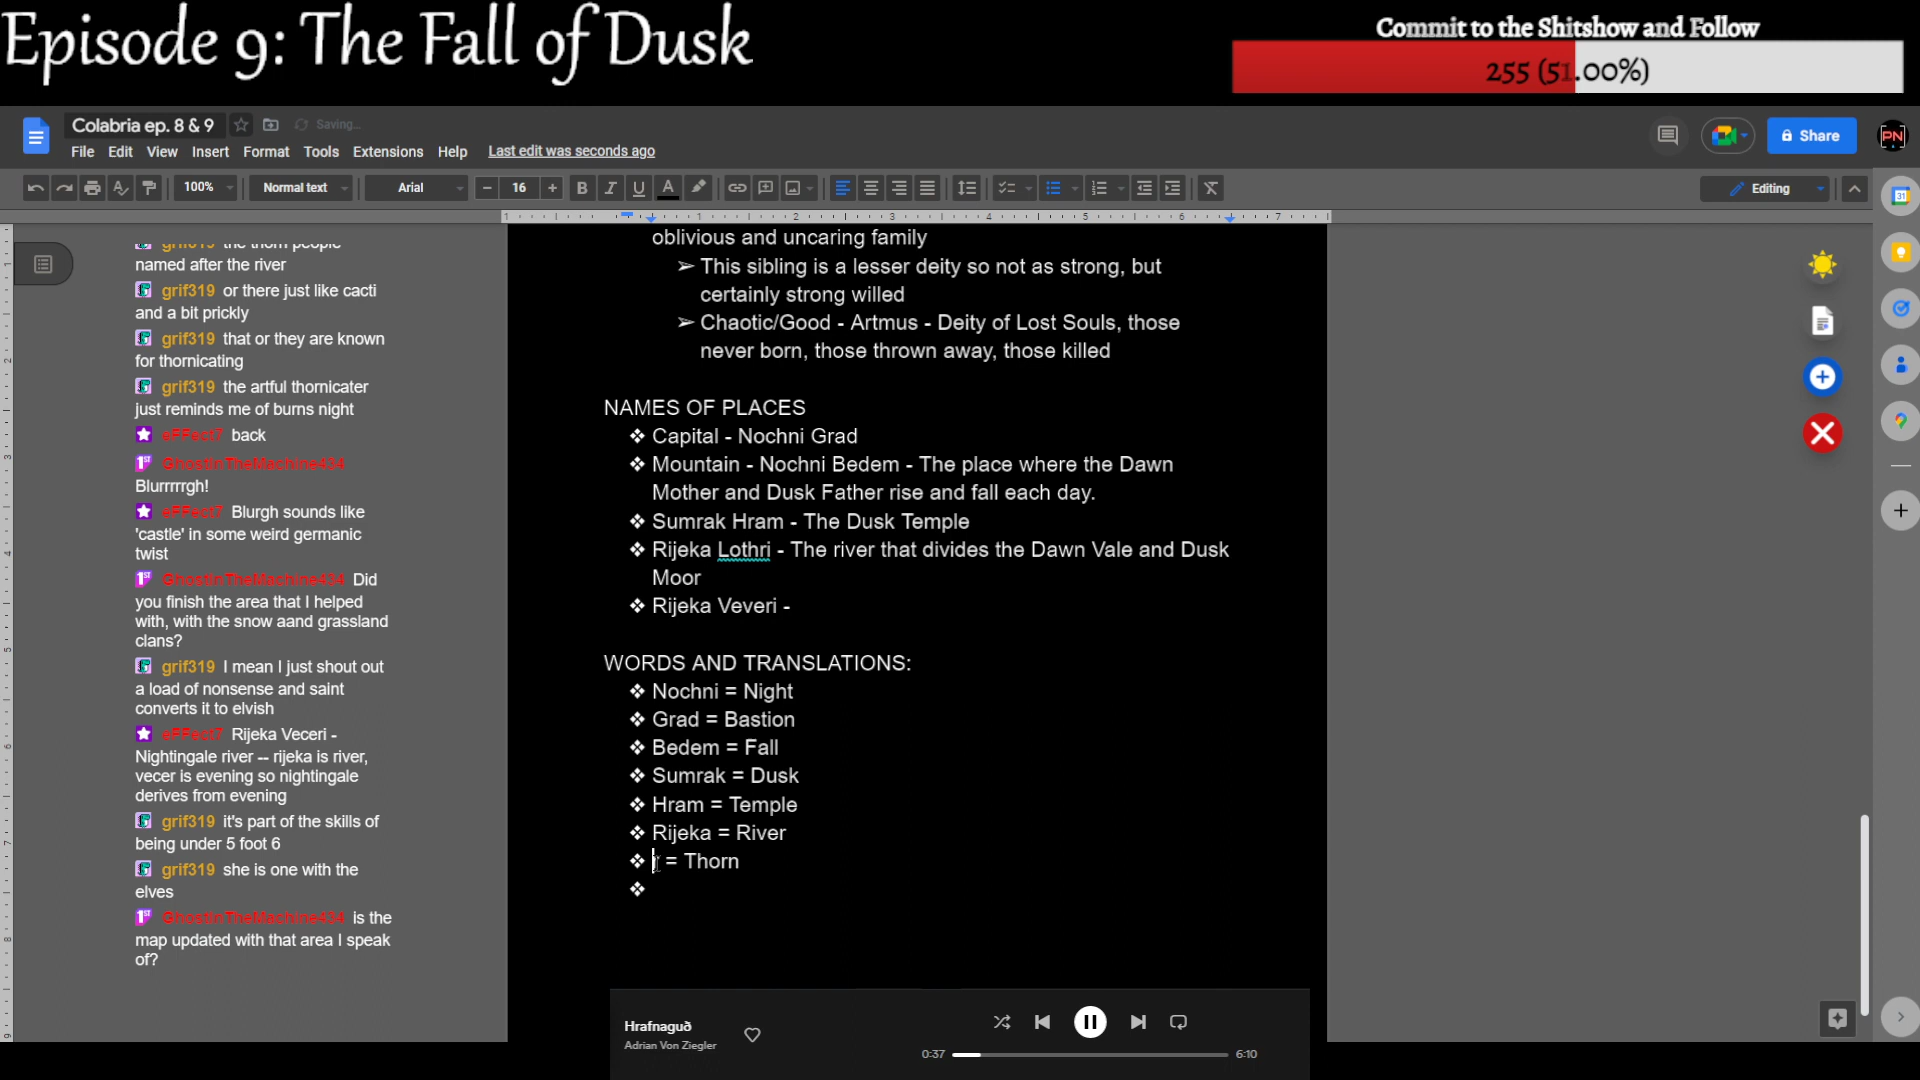 Episode 9: The Fall of Dusk
Commit to the Shitshow and Follow
255 (51.00%)
Colabria ep. 8 & 9
Saving...
PN
Share
File Edit View Insert Format Tools Extensions Help Last edit was seconds ago
100% Normal text Arial 16 Editing
named after the river
grif319 or there just like cacti
and a bit prickly
grif319 that or they are known
for thornicating
grif319 the artful thornicater
just reminds me of burns night
eFFect7 back
GhostInTheMachine434
Blurrrrrgh!
eFFect7 Blurgh sounds like
'castle' in some weird germanic
twist
GhostInTheMachine434 Did
you finish the area that I helped
with, with the snow aand grassland
clans?
grif319 I mean I just shout out
a load of nonsense and saint
converts it to elvish
eFFect7 Rijeka Veceri -
Nightingale river -- rijeka is river,
vecer is evening so nightingale
derives from evening
grif319 it's part of the skills of
being under 5 foot 6
grif319 she is one with the
elves
GhostInTheMachine434 is the
map updated with that area I speak
of?
oblivious and uncaring family
➢ This sibling is a lesser deity so not as strong, but
certainly strong willed
➢ Chaotic/Good - Artmus - Deity of Lost Souls, those
never born, those thrown away, those killed
NAMES OF PLACES
❖ Capital - Nochni Grad
❖ Mountain - Nochni Bedem - The place where the Dawn
Mother and Dusk Father rise and fall each day.
❖ Sumrak Hram - The Dusk Temple
❖ Rijeka Lothri - The river that divides the Dawn Vale and Dusk
Moor
❖ Rijeka Veveri -
WORDS AND TRANSLATIONS:
❖ Nochni = Night
❖ Grad = Bastion
❖ Bedem = Fall
❖ Sumrak = Dusk
❖ Hram = Temple
❖ Rijeka = River
❖ = Thorn
❖
Hrafnaguð
Adrian Von Ziegler
0:37 6:10